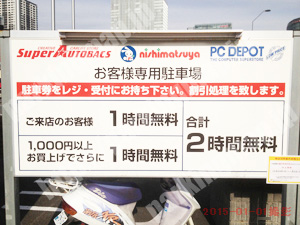 SUPER AUTOBACS nishimatsuya PC DEPOT
THE COMPUTER SUPERSTORE
お客様専用駐車場
駐車券をレジ・受付にお持ち下さい、割引処理を致します。
ご来店のお客様 1時間無料
1,000円以上
お買上げでさらに 1時間無料
合計
2時間無料